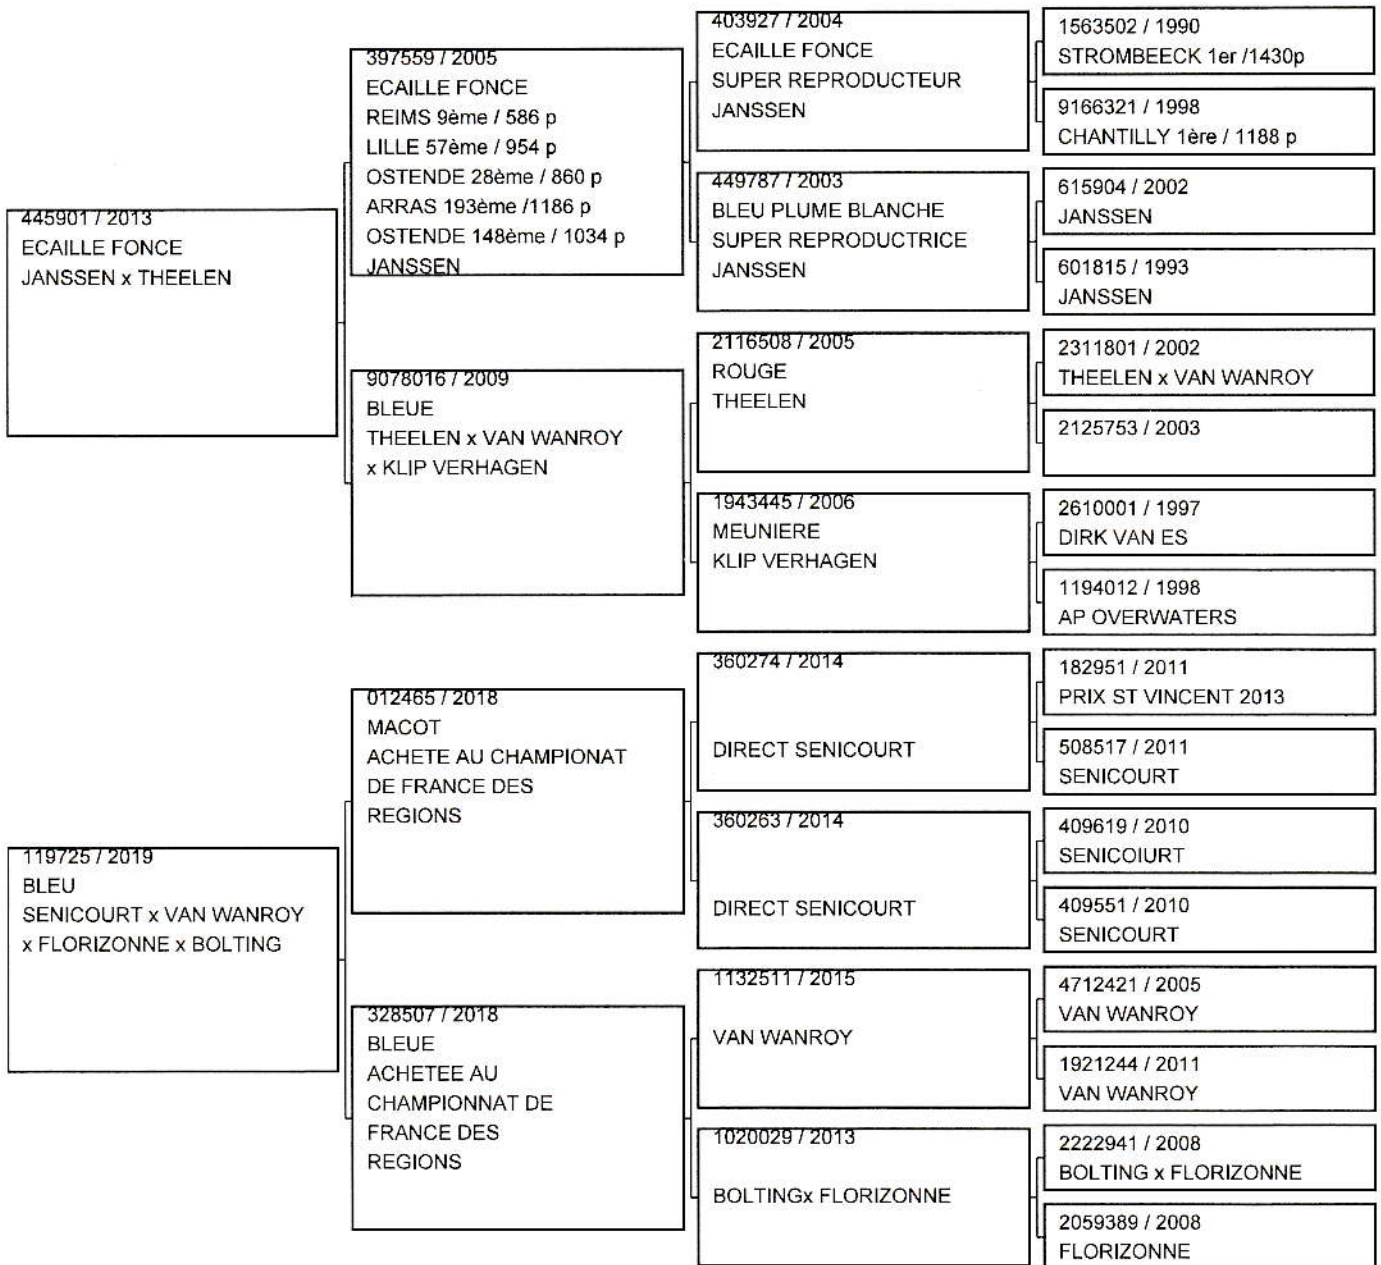 445901 / 2013
ECAILLE FONCE
JANSSEN x THEELEN
119725 / 2019
BLEU
SENICOURT x VAN WANROY
x FLORIZONNE x BOLTING
397559 / 2005
ECAILLE FONCE
REIMS 9ème / 586 p
LILLE 57ème / 954 p
OSTENDE 28ème / 860 p
ARRAS 193ème /1186 p
OSTENDE 148ème / 1034 p
JANSSEN
9078016 / 2009
BLEUE
THEELEN x VAN WANROY
x KLIP VERHAGEN
012465 / 2018
MACOT
ACHETE AU CHAMPIONAT
DE FRANCE DES
REGIONS
328507 / 2018
BLEUE
ACHETEE AU
CHAMPIONNAT DE
FRANCE DES
REGIONS
403927 / 2004
ECAILLE FONCE
SUPER REPRODUCTEUR
JANSSEN
449787 / 2003
BLEU PLUME BLANCHE
SUPER REPRODUCTRICE
JANSSEN
2116508 / 2005
ROUGE
THEELEN
1943445 / 2006
MEUNIERE
KLIP VERHAGEN
360274 / 2014
DIRECT SENICOURT
360263 / 2014
DIRECT SENICOURT
1132511 / 2015
VAN WANROY
1020029 / 2013
BOLTINGx FLORIZONNE
1563502 / 1990
STROMBEECK 1er /1430p
9166321 / 1998
CHANTILLY 1ère / 1188 p
615904 / 2002
JANSSEN
601815 / 1993
JANSSEN
2311801 / 2002
THEELEN x VAN WANROY
2125753 / 2003
2610001 / 1997
DIRK VAN ES
1194012 / 1998
AP OVERWATERS
182951 / 2011
PRIX ST VINCENT 2013
508517 / 2011
SENICOURT
409619 / 2010
SENICOIURT
409551 / 2010
SENICOURT
4712421 / 2005
VAN WANROY
1921244 / 2011
VAN WANROY
2222941 / 2008
BOLTING x FLORIZONNE
2059389 / 2008
FLORIZONNE